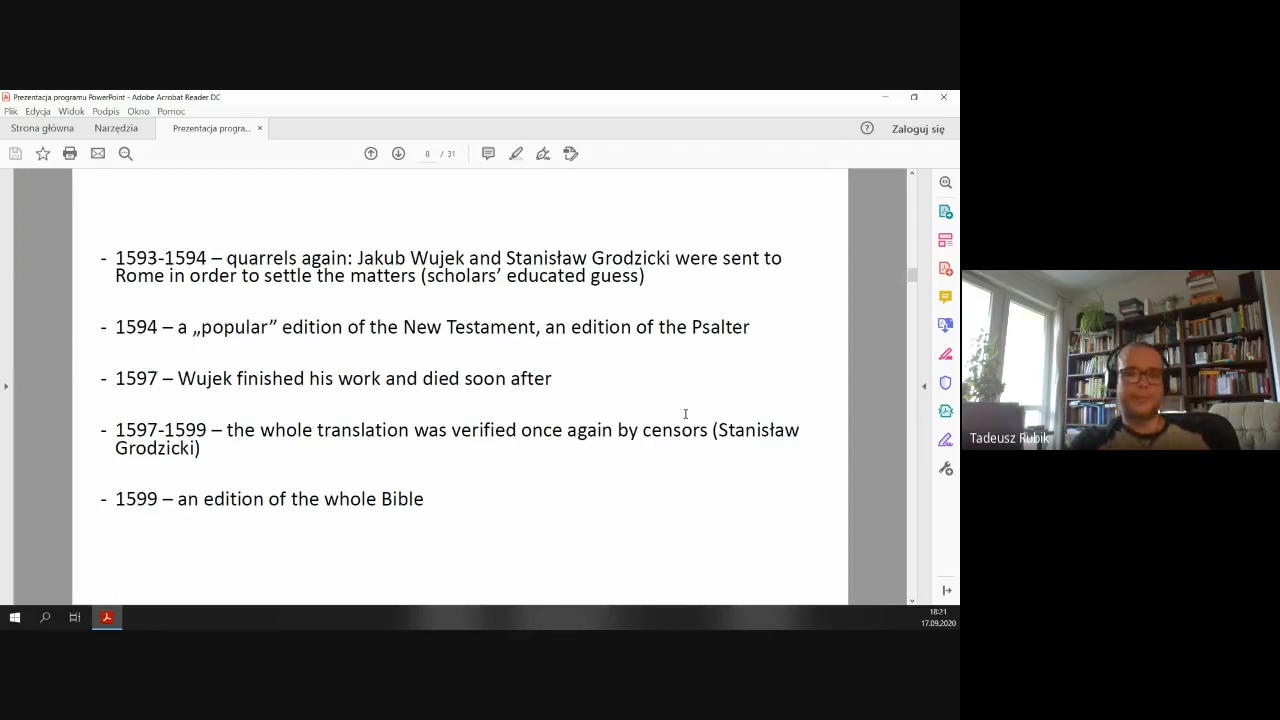 Prezentacja programu PowerPoint - Adobe Acrobat Reader DC
Plik Edycja Widok Podpis Okno Pomoc
Strona główna Narzędzia Prezentacja progra... × Zaloguj się
8 / 31
- 1593-1594 – quarrels again: Jakub Wujek and Stanisław Grodzicki were sent to
Rome in order to settle the matters (scholars’ educated guess)
- 1594 – a „popular” edition of the New Testament, an edition of the Psalter
- 1597 – Wujek finished his work and died soon after
- 1597-1599 – the whole translation was verified once again by censors (Stanisław
Grodzicki)
- 1599 – an edition of the whole Bible
Tadeusz Rubik
18:21
17.09.2020